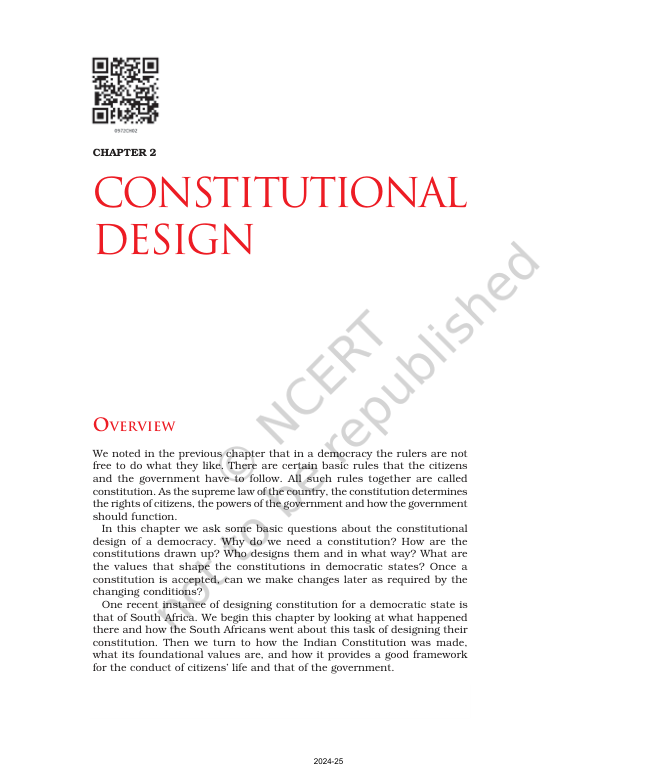 0972CH02
CHAPTER 2
CONSTITUTIONAL
DESIGN
OVERVIEW
We noted in the previous chapter that in a democracy the rulers are not
free to do what they like. There are certain basic rules that the citizens
and the government have to follow. All such rules together are called
constitution. As the supreme law of the country, the constitution determines
the rights of citizens, the powers of the government and how the government
should function.
In this chapter we ask some basic questions about the constitutional
design of a democracy. Why do we need a constitution? How are the
constitutions drawn up? Who designs them and in what way? What are
the values that shape the constitutions in democratic states? Once a
constitution is accepted, can we make changes later as required by the
changing conditions?
One recent instance of designing constitution for a democratic state is
that of South Africa. We begin this chapter by looking at what happened
there and how the South Africans went about this task of designing their
constitution. Then we turn to how the Indian Constitution was made,
what its foundational values are, and how it provides a good framework
for the conduct of citizens' life and that of the government.
© NCERT
not to be republished
2024-25